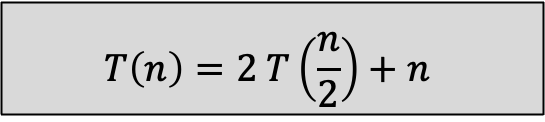 T(n) = 2 T(n/2) + n